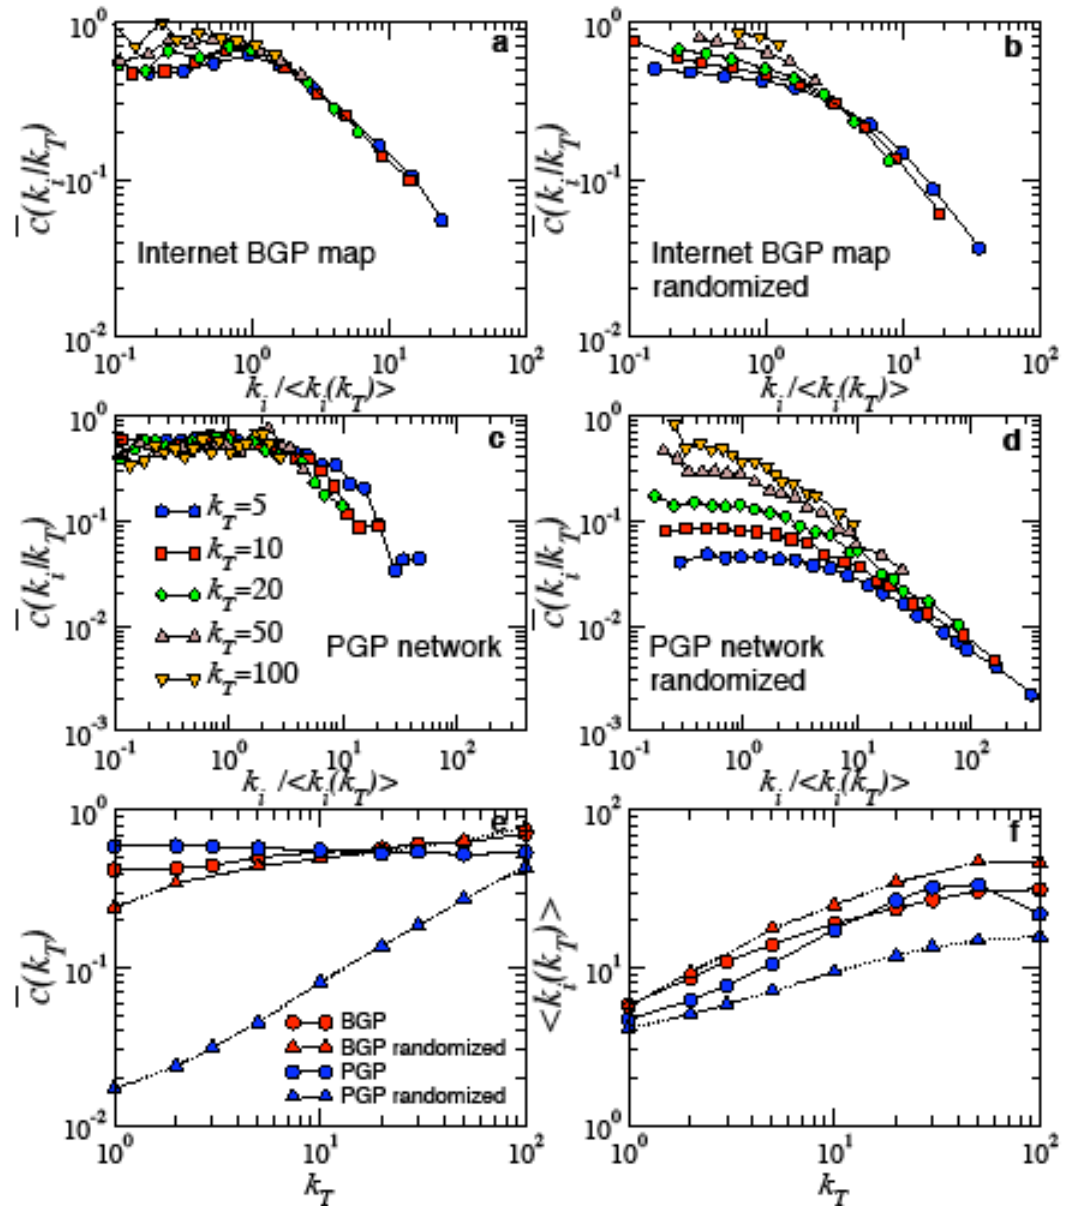 a
10^0
10^-1
10^-2
c̄(k_i|k_T)
Internet BGP map
10^-1 10^0 10^1 10^2
k_i/<k_i(k_T)>
b
10^0
10^-1
10^-2
c̄(k_i|k_T)
Internet BGP map
randomized
10^-1 10^0 10^1 10^2
k_i/<k_i(k_T)>
c
10^0
10^-1
10^-2
10^-3
c̄(k_i|k_T)
k_T=5
k_T=10
k_T=20
k_T=50
k_T=100
PGP network
10^-1 10^0 10^1 10^2
k_i/<k_i(k_T)>
d
10^0
10^-1
10^-2
10^-3
c̄(k_i|k_T)
PGP network
randomized
10^-1 10^0 10^1 10^2
k_i/<k_i(k_T)>
e
10^0
10^-1
10^-2
c̄(k_T)
BGP
BGP randomized
PGP
PGP randomized
10^0 10^1 10^2
k_T
f
10^2
10^1
10^0
<k_i(k_T)>
10^0 10^1 10^2
k_T